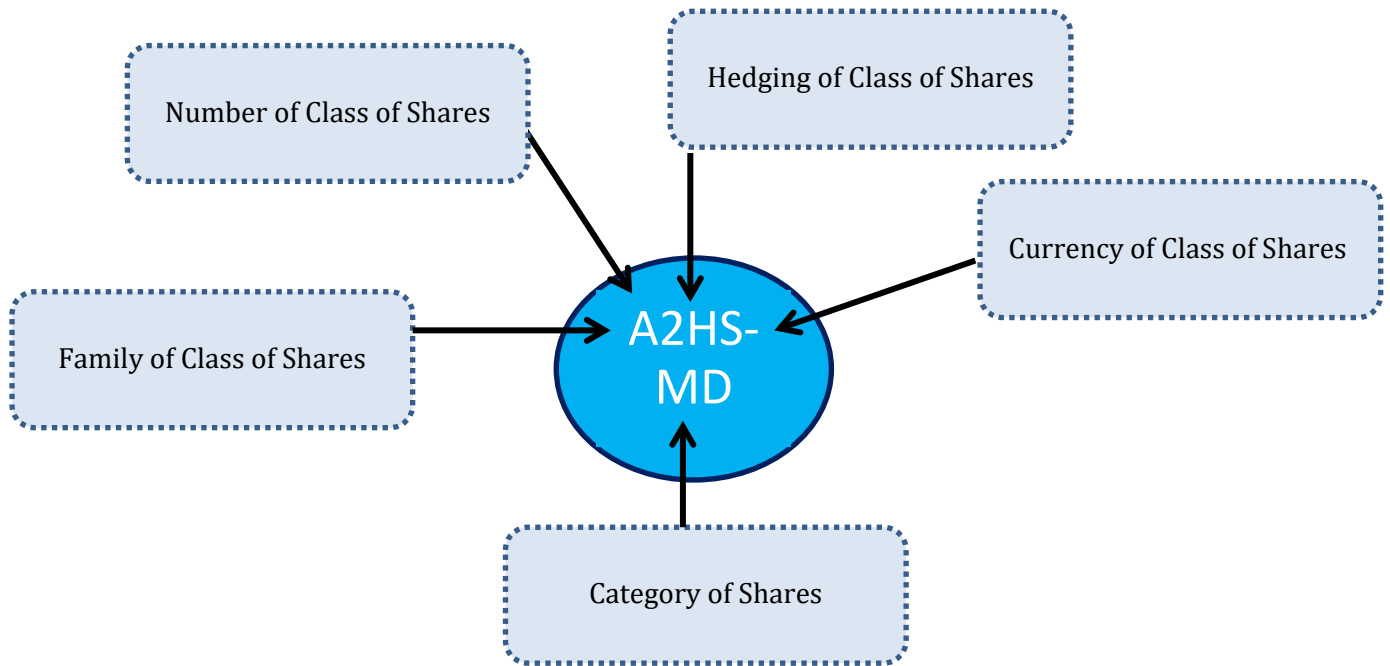 Hedging of Class of Shares
Number of Class of Shares
Currency of Class of Shares
A2HS-
MD
Family of Class of Shares
Category of Shares